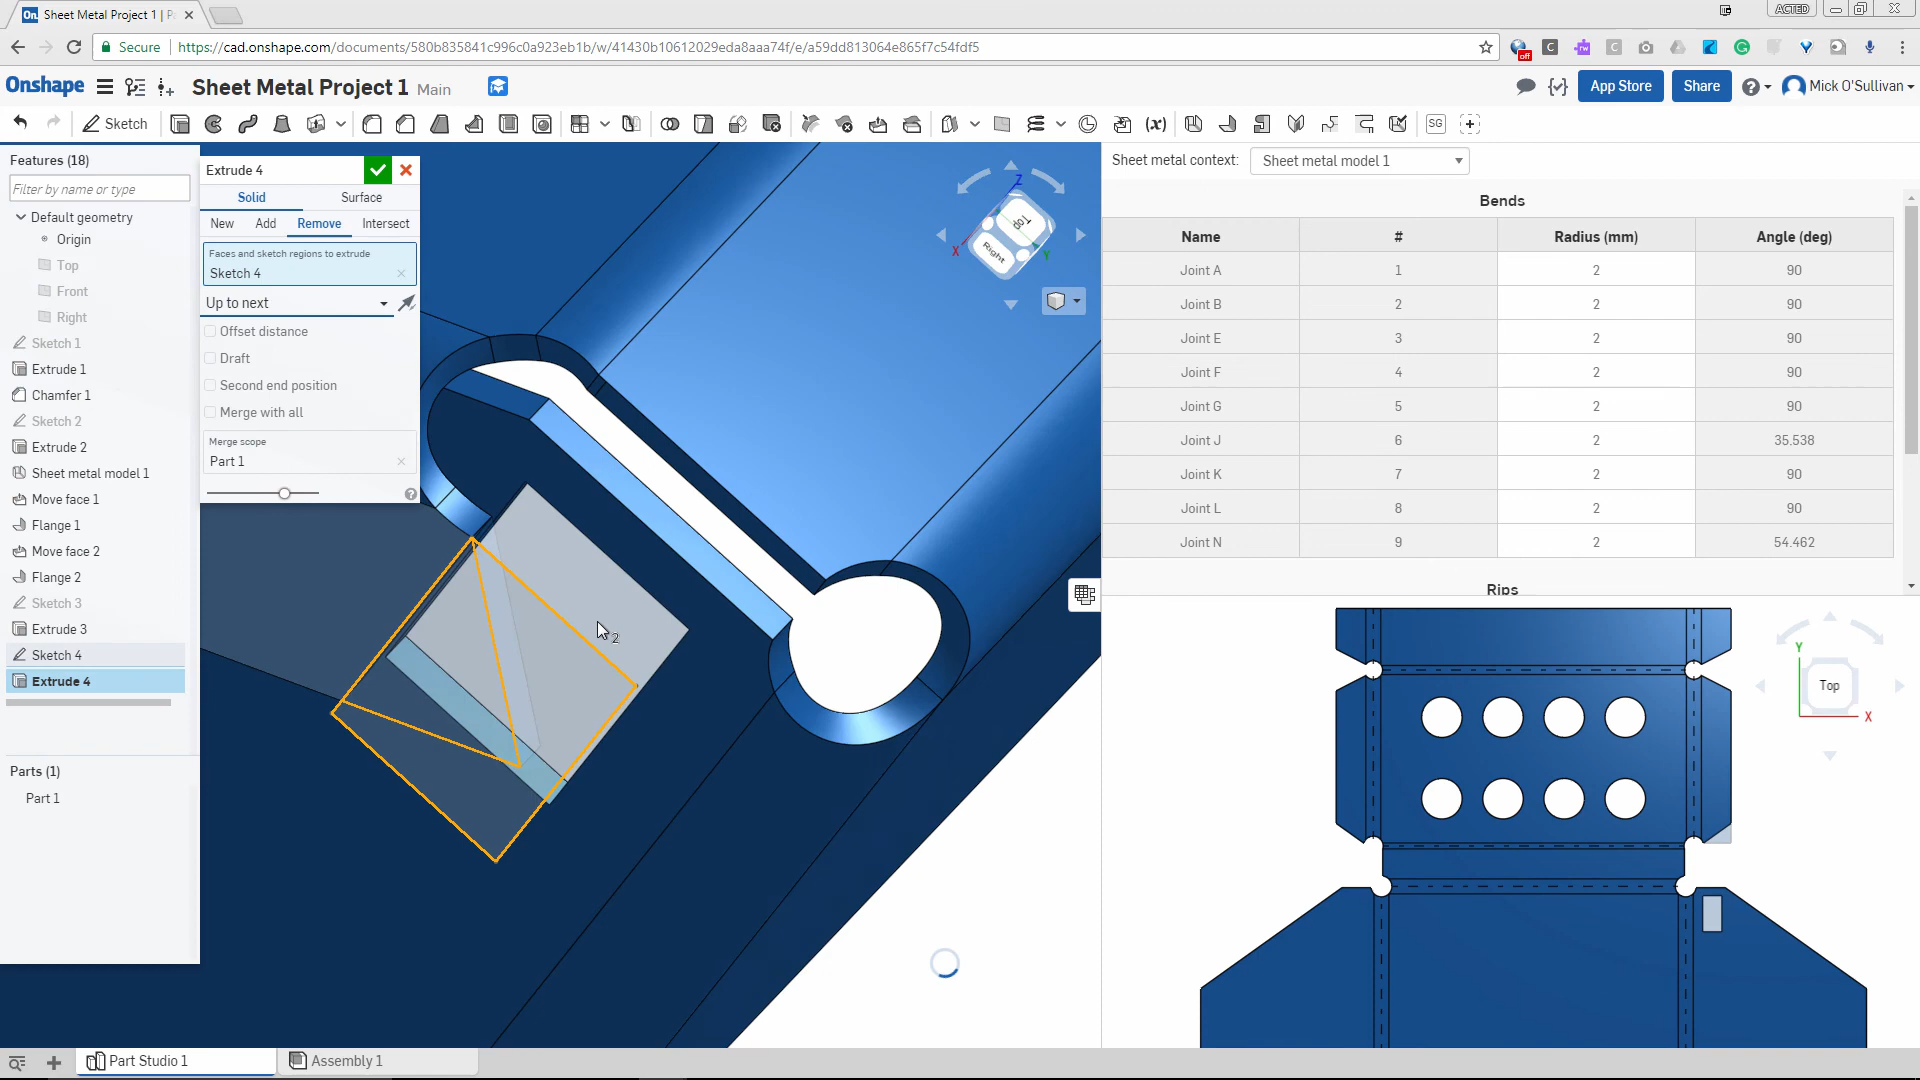 Sheet Metal Project 1 | P
ACTED
Secure
https://cad.onshape.com/documents/580b835841c996c0a923eb1b/w/41430b10612029eda8aaa74f/e/a59dd813064e865f7c54fdf5
off
Onshape
Sheet Metal Project 1 Main
App Store
Share
Mick O'Sullivan
Sketch
(x)
SG
Features (18)
Filter by name or type
Default geometry
Origin
Top
Front
Right
Sketch 1
Extrude 1
Chamfer 1
Sketch 2
Extrude 2
Sheet metal model 1
Move face 1
Flange 1
Move face 2
Flange 2
Sketch 3
Extrude 3
Sketch 4
Extrude 4
Parts (1)
Part 1
Extrude 4
Solid Surface
New Add Remove Intersect
Faces and sketch regions to extrude
Sketch 4
Up to next
Offset distance
Draft
Second end position
Merge with all
Merge scope
Part 1
Z
Top
Right
X
Y
2
Sheet metal context: Sheet metal model 1
Bends
Name # Radius (mm) Angle (deg)
Joint A 1 2 90
Joint B 2 2 90
Joint E 3 2 90
Joint F 4 2 90
Joint G 5 2 90
Joint J 6 2 35.538
Joint K 7 2 90
Joint L 8 2 90
Joint N 9 2 54.462
Rips
Y
Top
X
Part Studio 1
Assembly 1